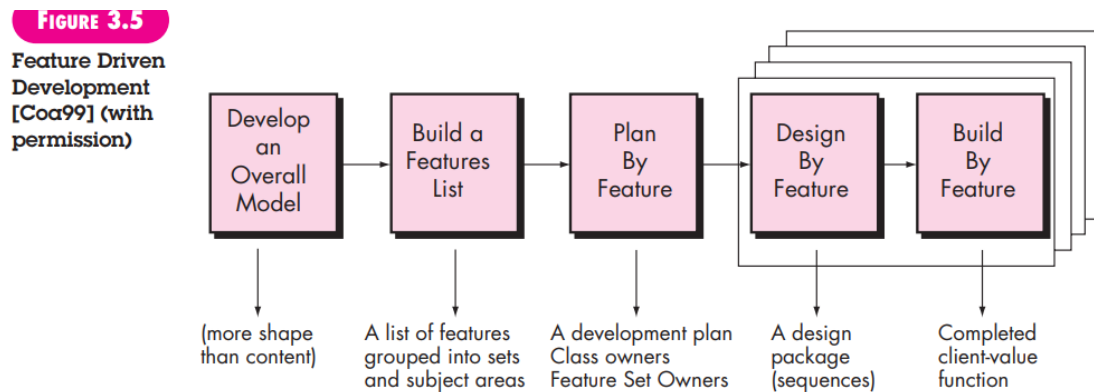 FIGURE 3.5
Feature Driven
Development
[Coa99] (with
permission)
Develop
an
Overall
Model
Build a
Features
List
Plan
By
Feature
Design
By
Feature
Build
By
Feature
(more shape
than content)
A list of features
grouped into sets
and subject areas
A development plan
Class owners
Feature Set Owners
A design
package
(sequences)
Completed
client-value
function